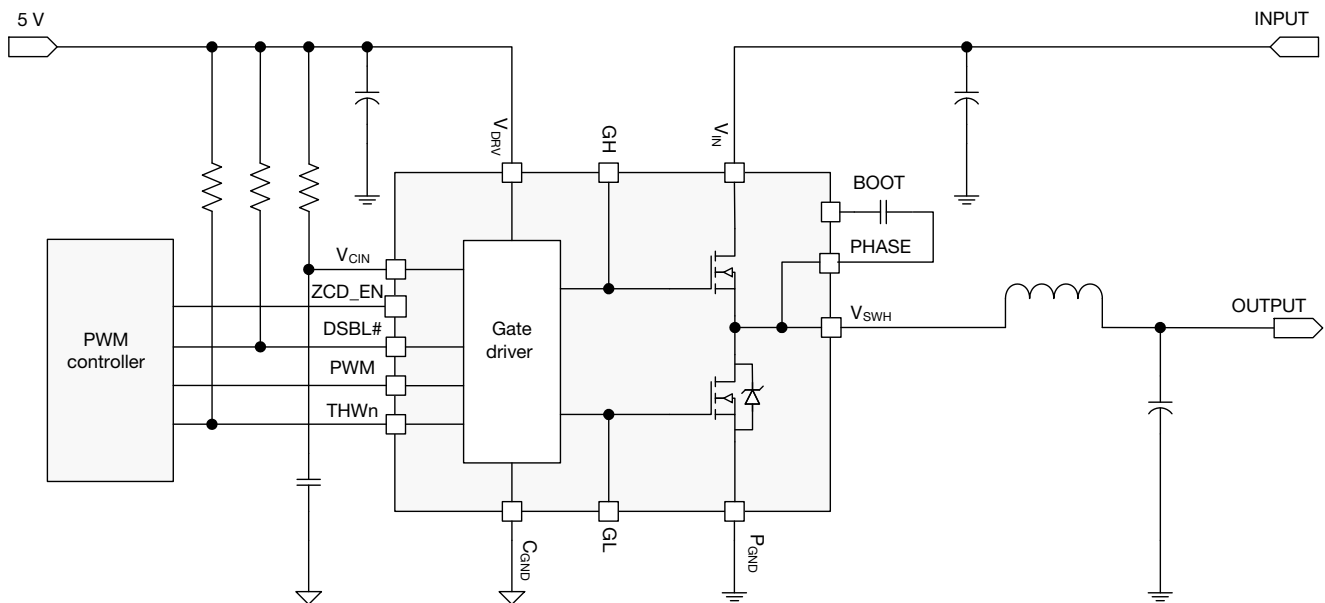 5 V
INPUT
VDRV
GH
VIN
BOOT
PHASE
VCIN
ZCD_EN
DSBL#
PWM
THWn
PWM
controller
Gate
driver
VSWH
OUTPUT
CGND
GL
PGND